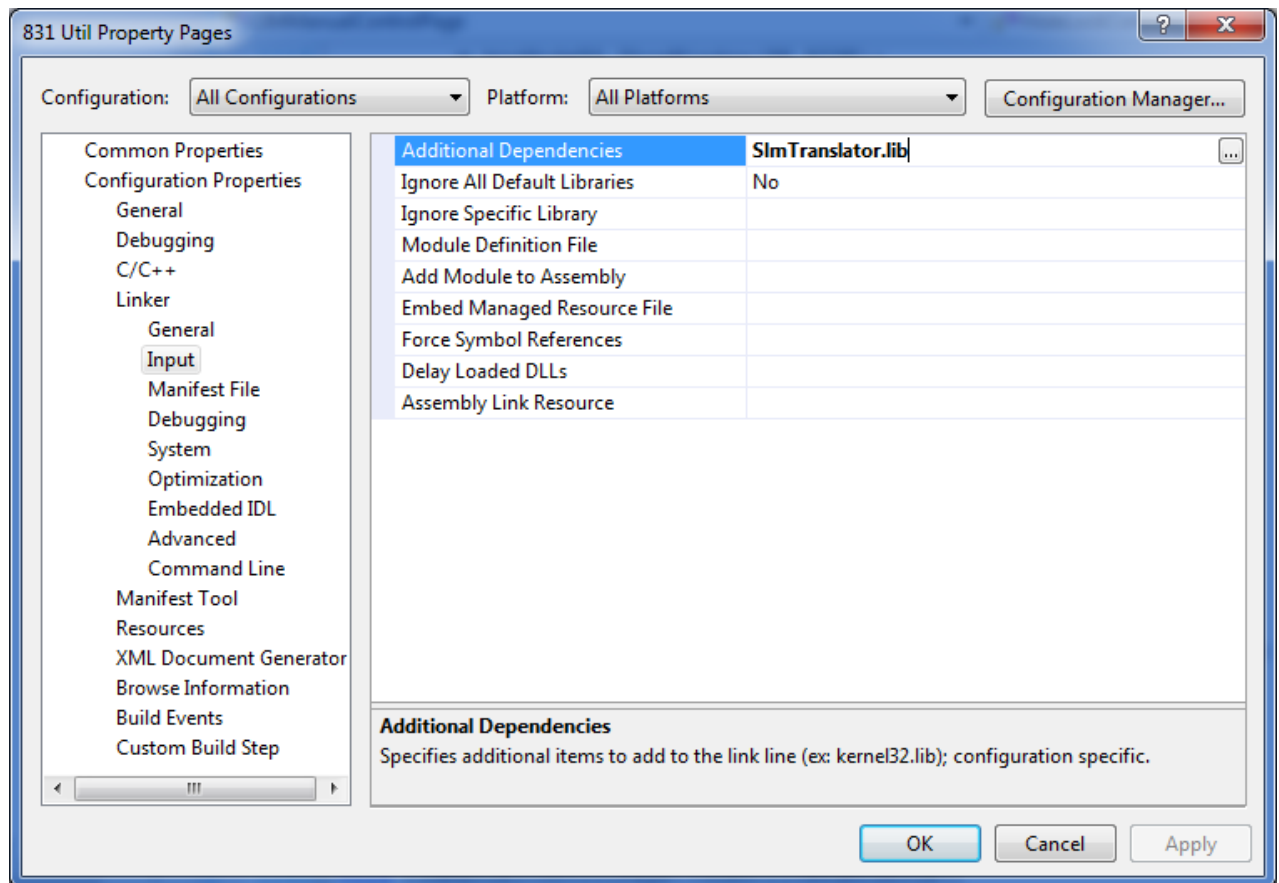 831 Util Property Pages
Configuration: All Configurations Platform: All Platforms Configuration Manager...
Common Properties
Configuration Properties
General
Debugging
C/C++
Linker
General
Input
Manifest File
Debugging
System
Optimization
Embedded IDL
Advanced
Command Line
Manifest Tool
Resources
XML Document Generator
Browse Information
Build Events
Custom Build Step
Additional Dependencies SlmTranslator.lib ...
Ignore All Default Libraries No
Ignore Specific Library
Module Definition File
Add Module to Assembly
Embed Managed Resource File
Force Symbol References
Delay Loaded DLLs
Assembly Link Resource
Additional Dependencies
Specifies additional items to add to the link line (ex: kernel32.lib); configuration specific.
OK Cancel Apply